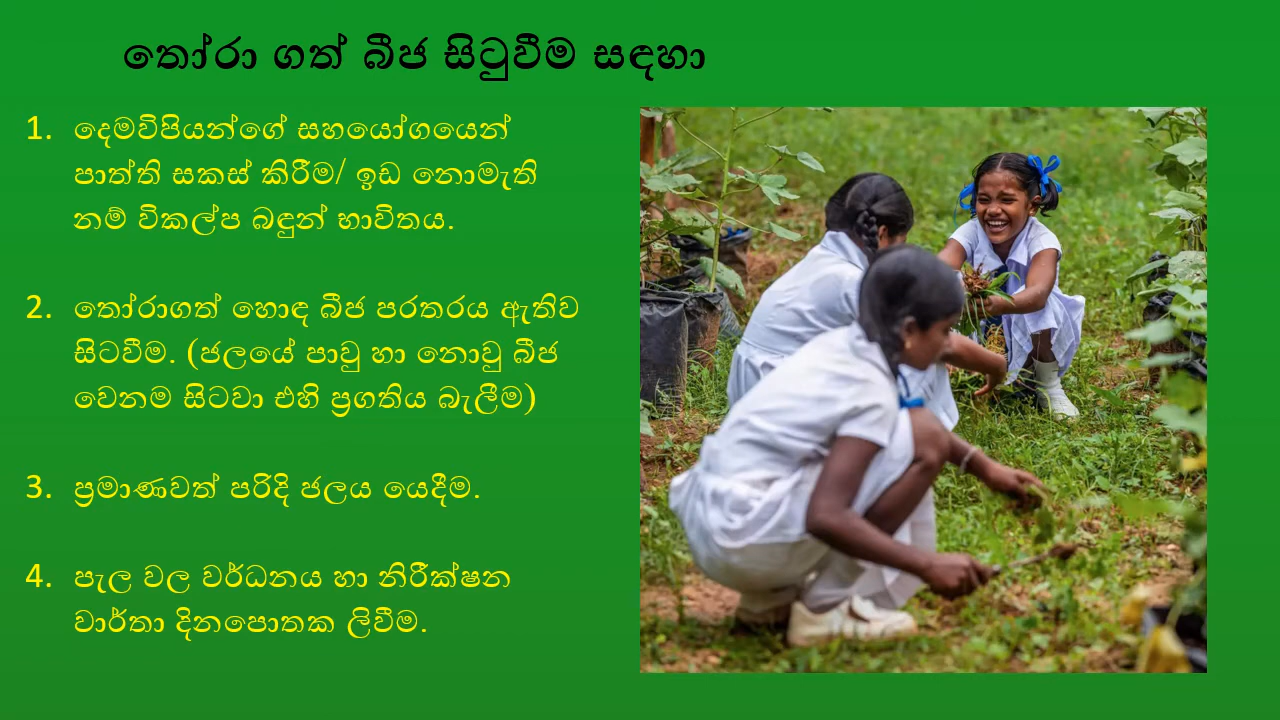 තෝරා ගත් බීජ සිටුවීම සඳහා
1. දෙමව්පියන්ගේ සහයෝගයෙන්
පාත්ති සකස් කිරීම/ ඉඩ නොමැති
නම් විකල්ප බඳුන් භාවිතය.
2. තෝරාගත් හොඳ බීජ පරතරය ඇතිව
සිටවීම. (ජලයේ පාවු හා නොවු බීජ
වෙනම සිටවා එහි ප්‍රගතිය බැලීම)
3. ප්‍රමාණවත් පරිදි ජලය යෙදීම.
4. පැල වල වර්ධනය හා නිරීක්ෂන
වාර්තා දිනපොතක ලිවීම.